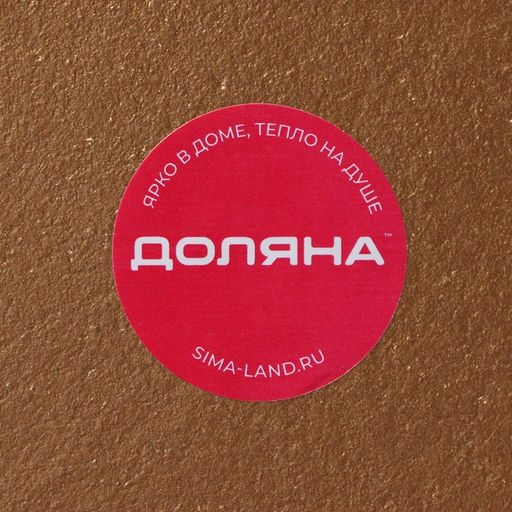 ЯРКО В ДОМЕ, ТЕПЛО НА ДУШЕ
ДОЛЯНА™
SIMA-LAND.RU